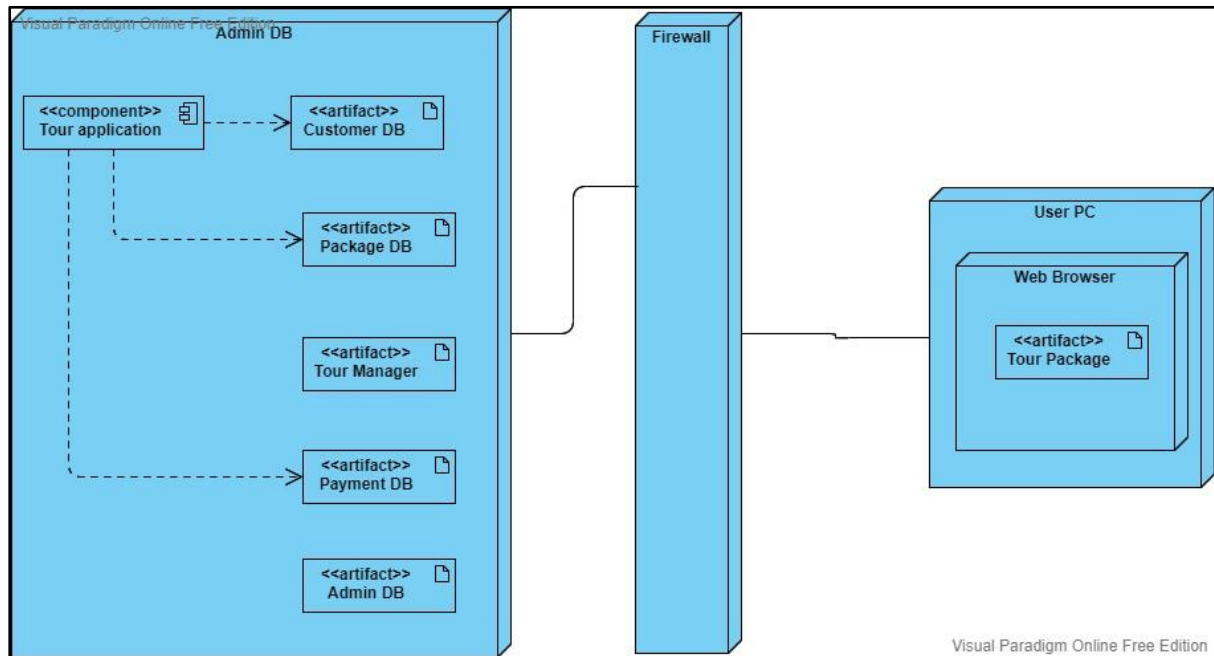 Visual Paradigm Online Free Edition
Admin DB
<<component>>
Tour application
<<artifact>>
Customer DB
<<artifact>>
Package DB
<<artifact>>
Tour Manager
<<artifact>>
Payment DB
<<artifact>>
Admin DB
Firewall
User PC
Web Browser
<<artifact>>
Tour Package
Visual Paradigm Online Free Edition